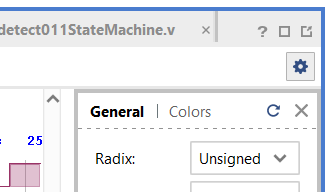 detect011StateMachine.v
General | Colors
25
Radix: Unsigned